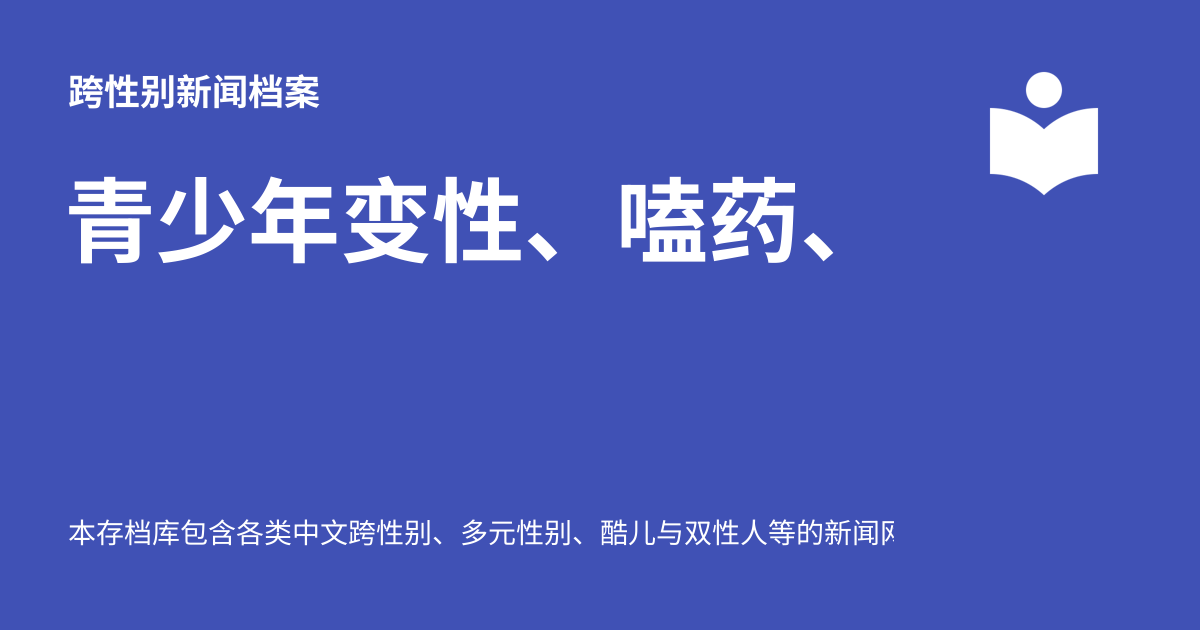 跨性别新闻档案
青少年变性、嗑药、
本存档库包含各类中文跨性别、多元性别、酷儿与双性人等的新闻